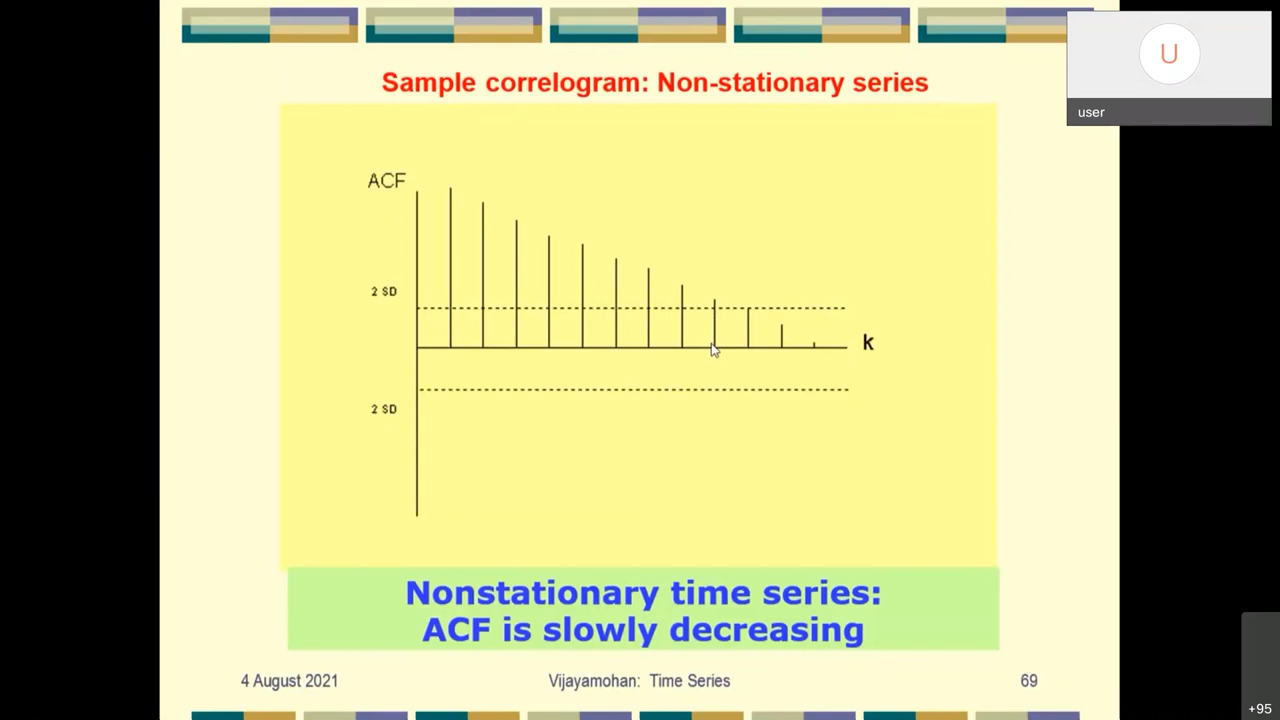 Sample correlogram: Non-stationary series
U
user
ACF
2 SD
k
2 SD
Nonstationary time series:
ACF is slowly decreasing
4 August 2021
Vijayamohan: Time Series
69
+95